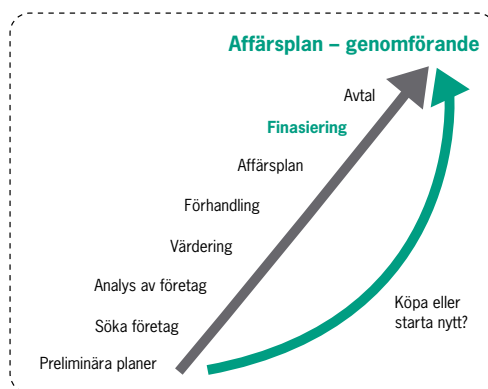 Affärsplan – genomförande
Avtal
Finasiering
Affärsplan
Förhandling
Värdering
Analys av företag
Söka företag
Preliminära planer
Köpa eller
starta nytt?